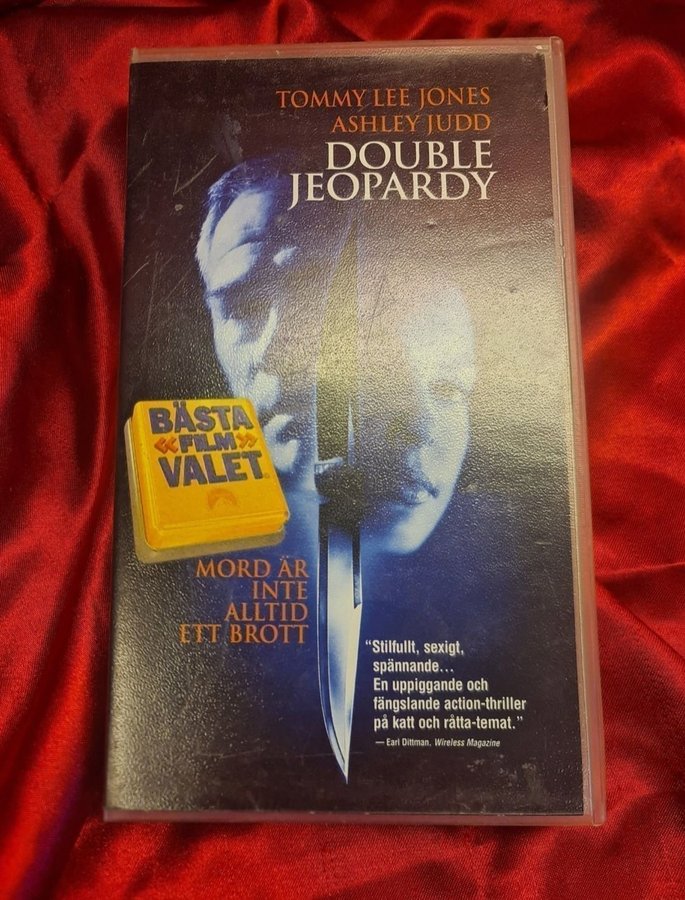 TOMMY LEE JONES
ASHLEY JUDD
DOUBLE
JEOPARDY
BÄSTA
«FILM»
VALET
MORD ÄR
INTE
ALLTID
ETT BROTT
"Stilfullt, sexigt,
spännande...
En uppiggande och
fängslande action-thriller
på katt och råtta-temat."
— Earl Dittman, Wireless Magazine